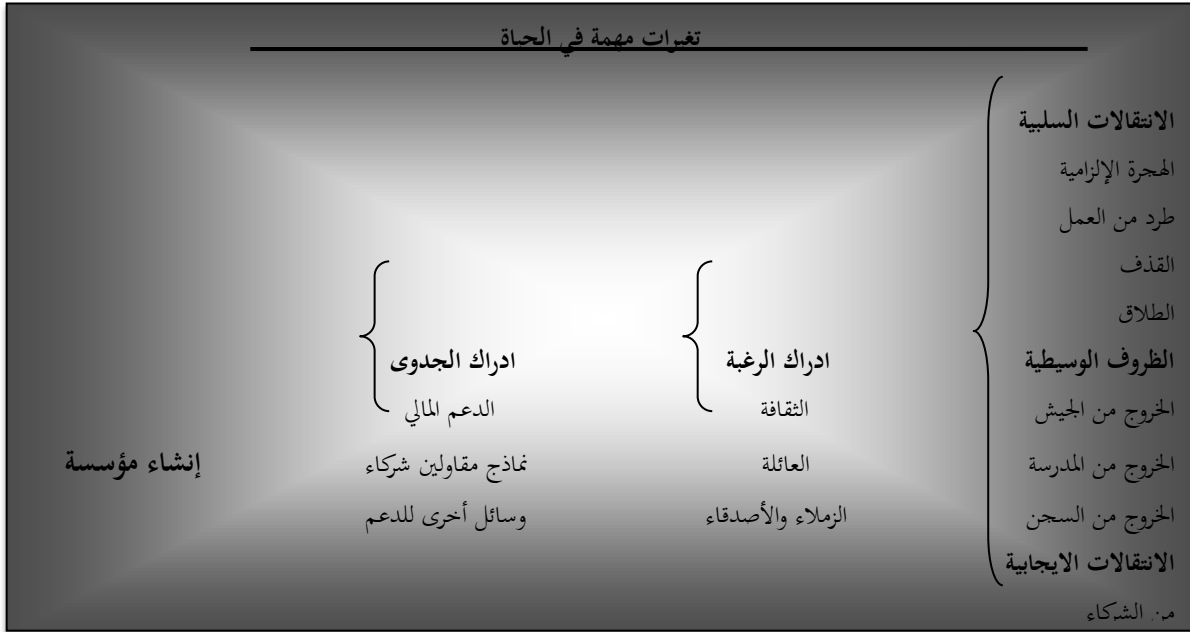 تغيرات مهمة في الحياة
الانتقالات السلبية
الهجرة الإلزامية
طرد من العمل
القذف
الطلاق
الظروف الوسيطية
الخروج من الجيش
الخروج من المدرسة
الخروج من السجن
الانتقالات الايجابية
من الشركاء
ادراك الرغبة
الثقافة
العائلة
الزملاء والأصدقاء
ادراك الجدوى
الدعم المالي
نماذج مقاولين شركاء
وسائل أخرى للدعم
إنشاء مؤسسة